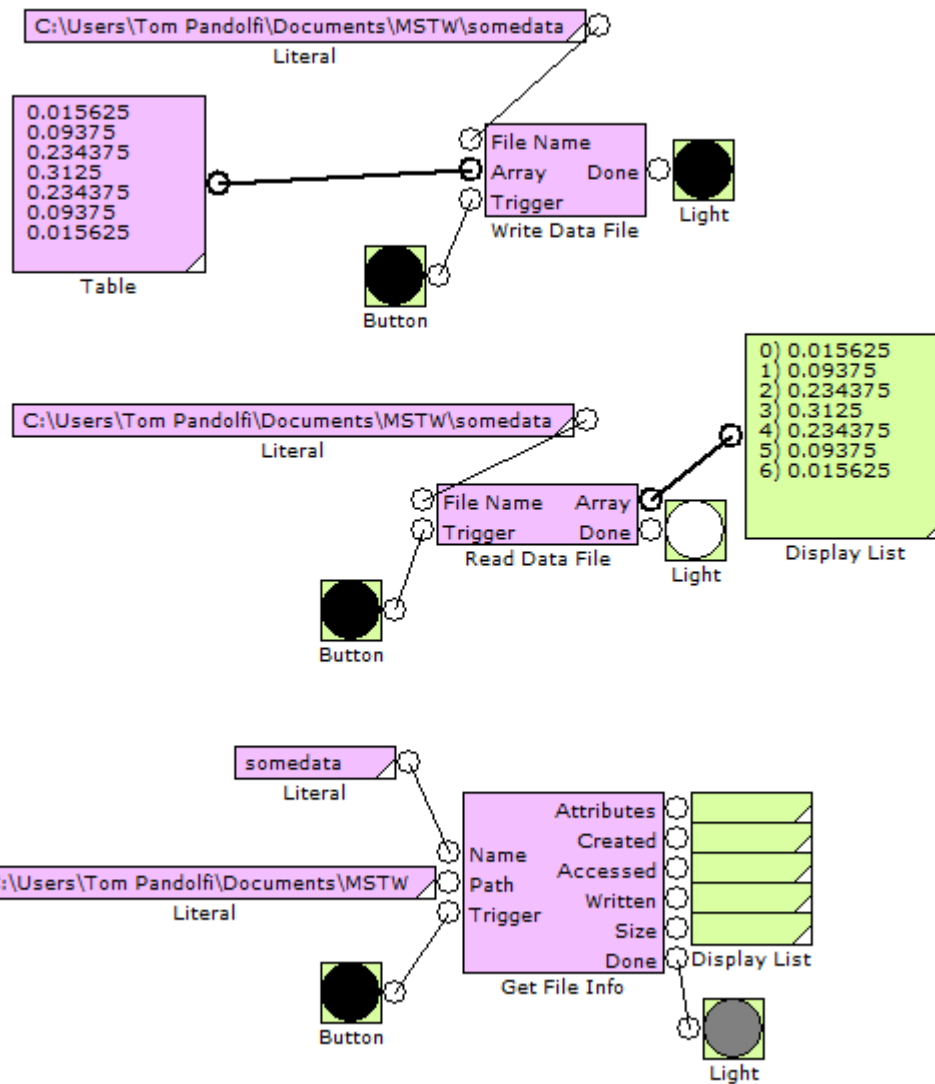 C:\Users\Tom Pandolfi\Documents\MSTW\somedata
Literal
0.015625
0.09375
0.234375
0.3125
0.234375
0.09375
0.015625
Table
File Name
Array Done
Trigger
Write Data File
Light
Button
0) 0.015625
1) 0.09375
2) 0.234375
3) 0.3125
4) 0.234375
5) 0.09375
6) 0.015625
Display List
C:\Users\Tom Pandolfi\Documents\MSTW\somedata
Literal
File Name Array
Trigger Done
Read Data File
Light
Button
somedata
Literal
:\Users\Tom Pandolfi\Documents\MSTW
Literal
Attributes
Created
Name
Accessed
Path
Written
Trigger
Size
Done
Get File Info
Display List
Button
Light